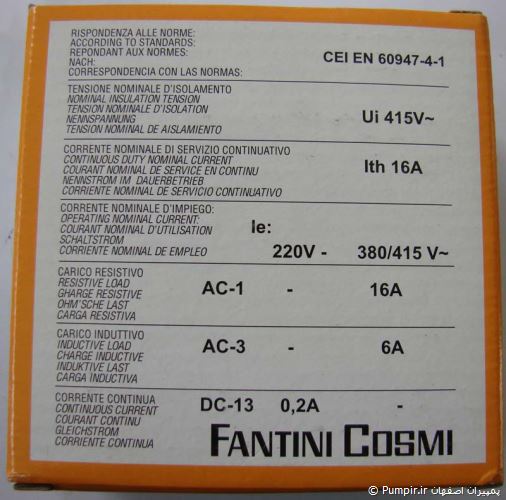 RISPONDENZA ALLE NORME:
ACCORDING TO STANDARDS:
REPONDANT AUX NORMES:
NACH:
CORRESPONDENCIA CON LAS NORMAS:
CEI EN 60947-4-1
TENSIONE NOMINALE D'ISOLAMENTO
NOMINAL INSULATION TENSION
TENSION NOMINALE D'ISOLATION
NENNSPANNUNG
TENSION NOMINAL DE AISLAMIENTO
Ui 415V~
CORRENTE NOMINALE DI SERVIZIO CONTINUATIVO
CONTINUOUS DUTY NOMINAL CURRENT
COURANT NOMINAL DE SERVICE EN CONTINU
NENNSTROM IM DAUERBETRIEB
CORRIENTE NOMINAL DE SERVICIO CONTINUATIVO
Ith 16A
CORRENTE NOMINALE D'IMPIEGO:
OPERATING NOMINAL CURRENT:
COURANT NOMINAL D'UTILISATION
SCHALTSTROM
CORRIENTE NOMINAL DE EMPLEO
Ie:
220V - 380/415 V~
CARICO RESISTIVO
RESISTIVE LOAD
GHARGE RESISTIVE
OHM'SCHE LAST
CARGA RESISTIVA
AC-1 - 16A
CARICO INDUTTIVO
INDUCTIVE LOAD
CHARGE INDUCTIVE
INDUKTIVE LAST
CARGA INDUCTIVA
AC-3 - 6A
CORRENTE CONTINUA
CONTINUOUS CURRENT
COURANT CONTINU
GLEICHSTROM
CORRIENTE CONTINUA
DC-13 0,2A -
FANTINI COSMI
© Pumpir.ir پمپیران اصفهان